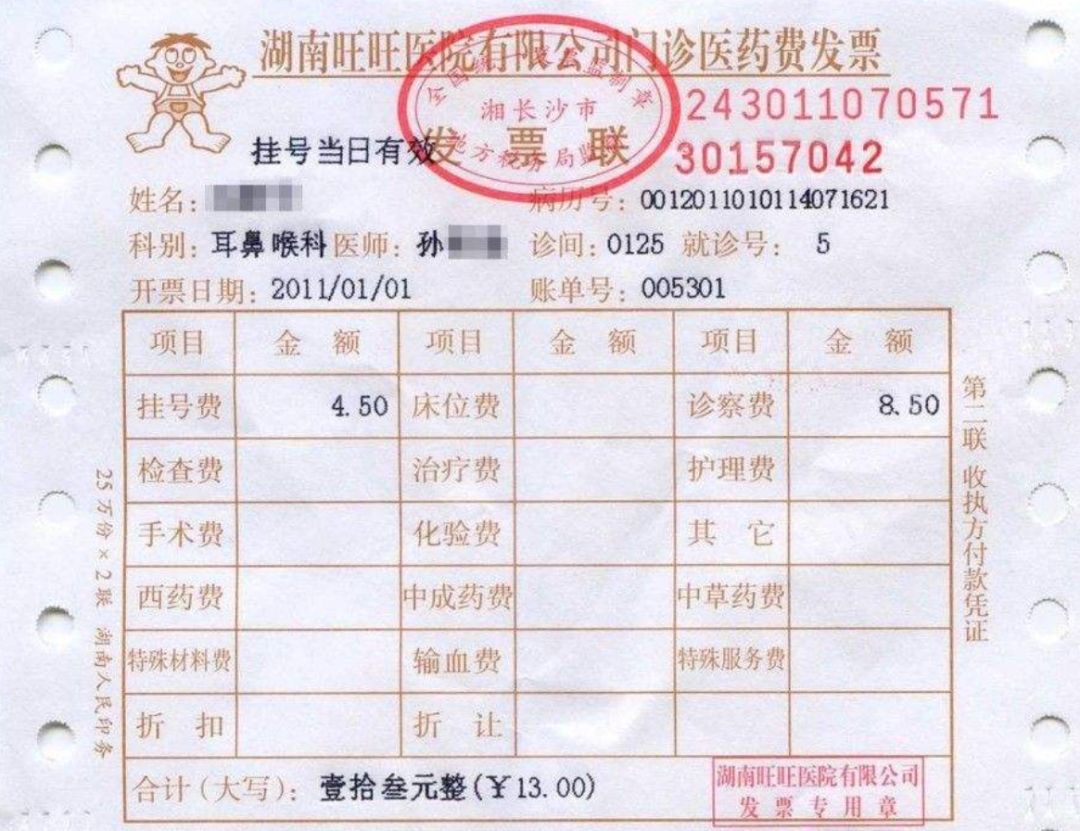 湖南旺旺医院有限公司门诊医药费发票
湘长沙市
243011070571
挂号当日有效
发票联
30157042
姓名：
病历号：0012011010114071621
科别：耳鼻喉科 医师：孙
诊间：0125 就诊号： 5
开票日期：2011/01/01
账单号：005301
项目 金 额 项目 金 额 项目 金 额
挂号费 4.50 床位费 诊察费 8.50
检查费 治疗费 护理费
手术费 化验费 其 它
西药费 中成药费 中草药费
特殊材料费 输血费 特殊服务费
折 扣 折 让
合计(大写)：壹拾叁元整(￥13.00)
湖南旺旺医院有限公司
发票专用章
第二联 收执方付款凭证
25万份×2联 湖南人民印务